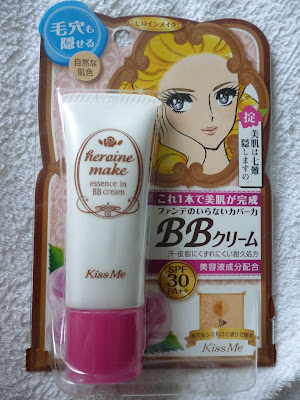 ヒロインメイク
毛穴も
隠せる
自然な
肌色
掟
美肌は七難
隠しますの
heroine
make
essence in
BB cream
KissMe
これ1本で美肌が完成
ファンデのいらないカバー力
BBクリーム
汗・皮脂にくずれにくい耐久処方
美容液成分配合
SPF
30
PA++
KissMe